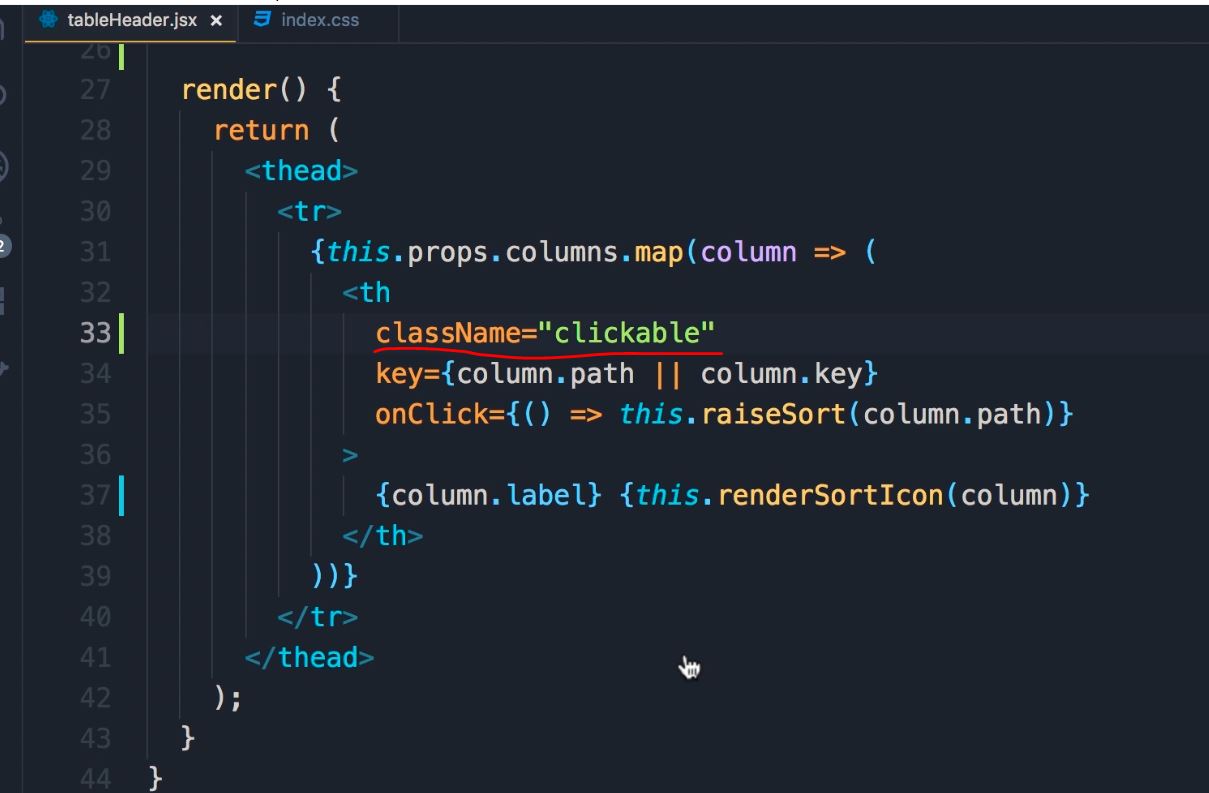 tableHeader.jsx × index.css
26
27 render() {
28 return (
29 <thead>
30 <tr>
31 {this.props.columns.map(column => (
32 <th
33 className="clickable"
34 key={column.path || column.key}
35 onClick={() => this.raiseSort(column.path)}
36 >
37 {column.label} {this.renderSortIcon(column)}
38 </th>
39 ))}
40 </tr>
41 </thead>
42 );
43 }
44 }
2